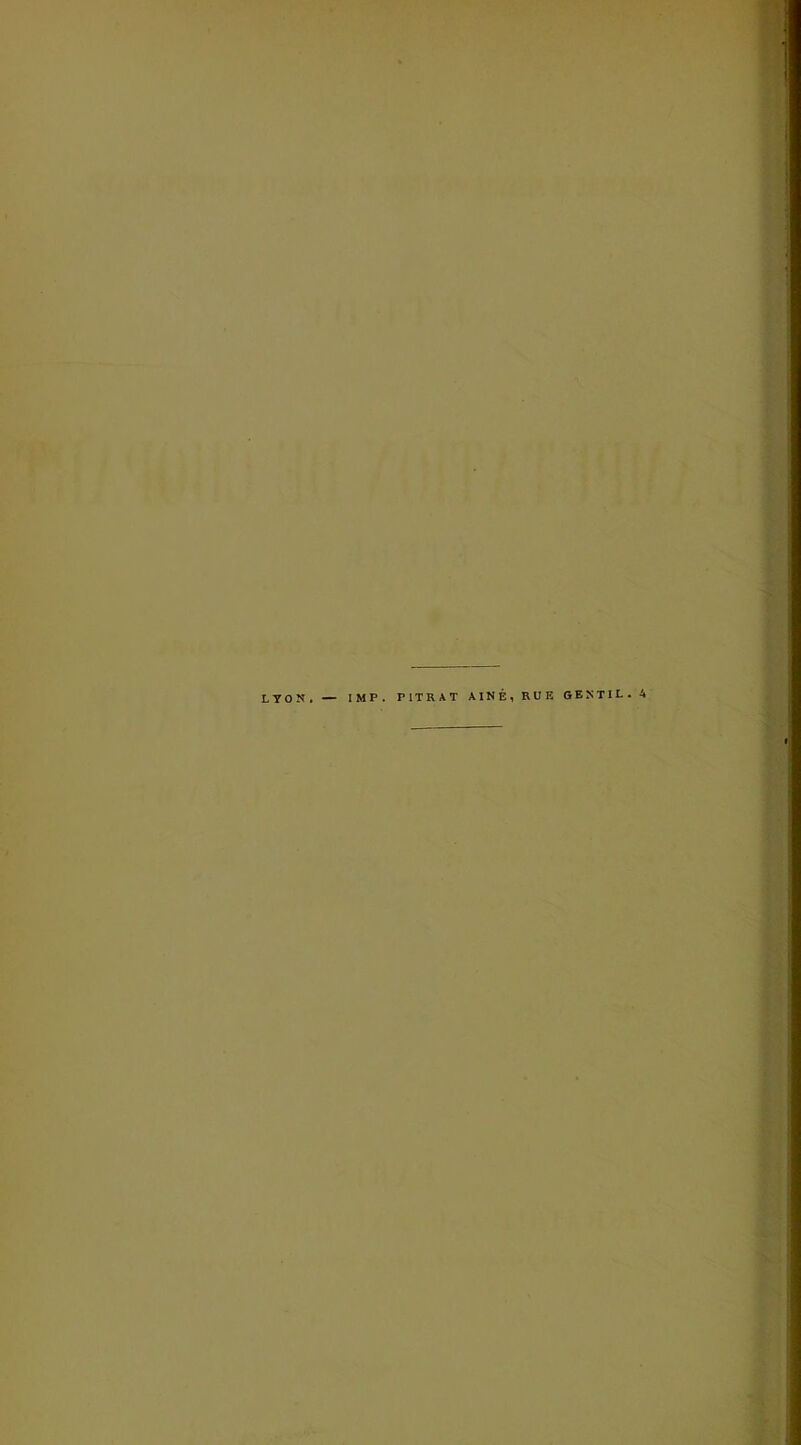 LYON. — IMP. PITRAT AINÉ, RUE GENTIL. 4